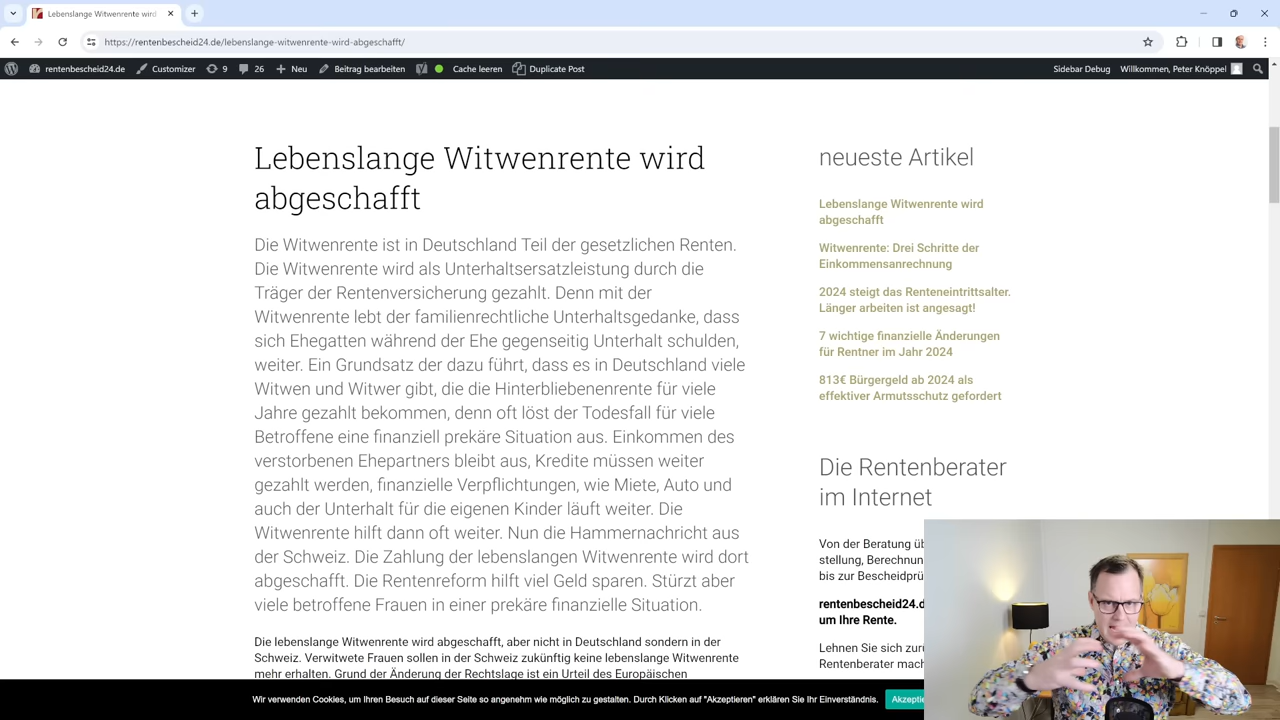 Lebenslange Witwenrente wird
https://rentenbescheid24.de/lebenslange-witwenrente-wird-abgeschafft/
rentenbescheid24.de Customizer 9 26 Neu Beitrag bearbeiten Cache leeren Duplicate Post Sidebar Debug Willkommen, Peter Knöppel
Lebenslange Witwenrente wird
abgeschafft
Die Witwenrente ist in Deutschland Teil der gesetzlichen Renten.
Die Witwenrente wird als Unterhaltsersatzleistung durch die
Träger der Rentenversicherung gezahlt. Denn mit der
Witwenrente lebt der familienrechtliche Unterhaltsgedanke, dass
sich Ehegatten während der Ehe gegenseitig Unterhalt schulden,
weiter. Ein Grundsatz der dazu führt, dass es in Deutschland viele
Witwen und Witwer gibt, die die Hinterbliebenenrente für viele
Jahre gezahlt bekommen, denn oft löst der Todesfall für viele
Betroffene eine finanziell prekäre Situation aus. Einkommen des
verstorbenen Ehepartners bleibt aus, Kredite müssen weiter
gezahlt werden, finanzielle Verpflichtungen, wie Miete, Auto und
auch der Unterhalt für die eigenen Kinder läuft weiter. Die
Witwenrente hilft dann oft weiter. Nun die Hammernachricht aus
der Schweiz. Die Zahlung der lebenslangen Witwenrente wird dort
abgeschafft. Die Rentenreform hilft viel Geld sparen. Stürzt aber
viele betroffene Frauen in einer prekäre finanzielle Situation.
Die lebenslange Witwenrente wird abgeschafft, aber nicht in Deutschland sondern in der
Schweiz. Verwitwete Frauen sollen in der Schweiz zukünftig keine lebenslange Witwenrente
mehr erhalten. Grund der Änderung der Rechtslage ist ein Urteil des Europäischen
neueste Artikel
Lebenslange Witwenrente wird
abgeschafft
Witwenrente: Drei Schritte der
Einkommensanrechnung
2024 steigt das Renteneintrittsalter.
Länger arbeiten ist angesagt!
7 wichtige finanzielle Änderungen
für Rentner im Jahr 2024
813€ Bürgergeld ab 2024 als
effektiver Armutsschutz gefordert
Die Rentenberater
im Internet
Von der Beratung
stellung,
bis zur
um Ihre Rente.
Lehnen Sie sich
Rentenberater
Wir verwenden Cookies, um Ihren Besuch auf dieser Seite so angenehm wie möglich zu gestalten. Durch Klicken auf "Akzeptieren" erklären Sie Ihr Einverständnis.